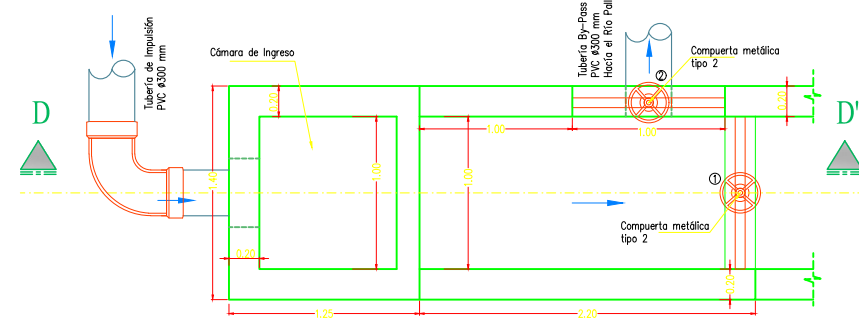 Tubería de Impulsión
PVC Ø300 mm
Cámara de Ingreso
Tubería By-Pass
PVC Ø300 mm
Hacía el Río Pall
Compuerta metálica
tipo 2
②
①
Compuerta metálica
tipo 2
D
D'
0.20
0.20
1.00
1.00
1.40
1.00
1.00
0.20
0.20
1.25
2.20